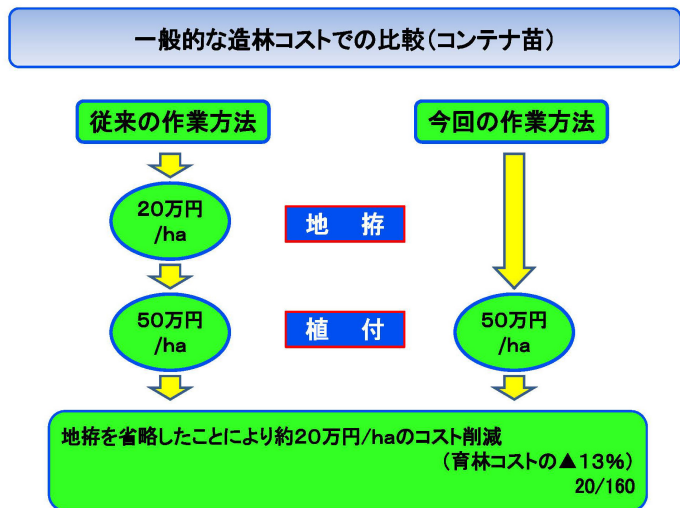 一般的な造林コストでの比較(コンテナ苗)
従来の作業方法
今回の作業方法
20万円
/ha
地 拵
50万円
/ha
植 付
50万円
/ha
地拵を省略したことにより約20万円/haのコスト削減
(育林コストの▲13%)
20/160